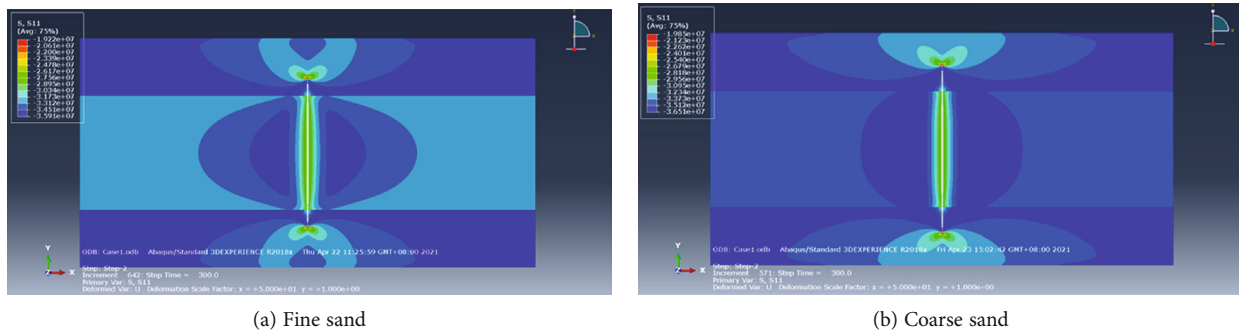 S, S11
(Avg: 75%)
-1.922e+07
-2.061e+07
-2.200e+07
-2.339e+07
-2.478e+07
-2.617e+07
-2.756e+07
-2.895e+07
-3.034e+07
-3.173e+07
-3.312e+07
-3.451e+07
-3.591e+07
ODB: Case1.odb Abaqus/Standard 3DEXPERIENCE R2018x Thu Apr 22 11:25:59 GMT+08:00 2021
Y
X
Step: Step-2
Increment 642: Step Time = 300.0
Primary Var: S, S11
Deformed Var: U Deformation Scale Factor: x = +5.000e+01 y = +1.000e+00
(a) Fine sand
S, S11
(Avg: 75%)
-1.985e+07
-2.123e+07
-2.262e+07
-2.401e+07
-2.540e+07
-2.679e+07
-2.818e+07
-2.956e+07
-3.095e+07
-3.234e+07
-3.373e+07
-3.512e+07
-3.651e+07
ODB: Case1.odb Abaqus/Standard 3DEXPERIENCE R2018x Fri Apr 23 15:02:42 GMT+08:00 2021
Y
X
Step: Step-2
Increment 571: Step Time = 300.0
Primary Var: S, S11
Deformed Var: U Deformation Scale Factor: x = +5.000e+01 y = +1.000e+00
(b) Coarse sand